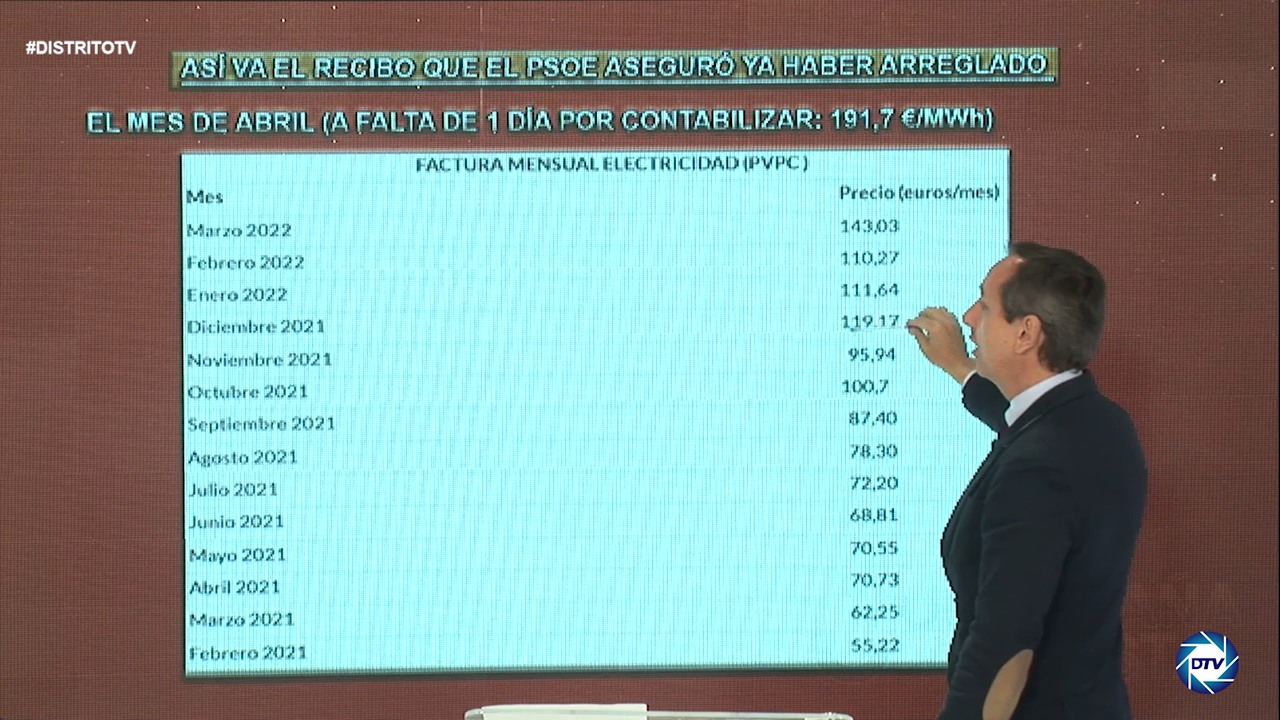 #DISTRITOTV
ASÍ VA EL RECIBO QUE EL PSOE ASEGURÓ YA HABER ARREGLADO
EL MES DE ABRIL (A FALTA DE 1 DÍA POR CONTABILIZAR: 191,7 €/MWh)
FACTURA MENSUAL ELECTRICIDAD (PVPC )
Mes Precio (euros/mes)
Marzo 2022 143,03
Febrero 2022 110,27
Enero 2022 111,64
Diciembre 2021 119.17
Noviembre 2021 95,94
Octubre 2021 100,7
Septiembre 2021 87,40
Agosto 2021 78,30
Julio 2021 72,20
Junio 2021 68,81
Mayo 2021 70,55
Abril 2021 70,73
Marzo 2021 62,25
Febrero 2021 55,22
DTV